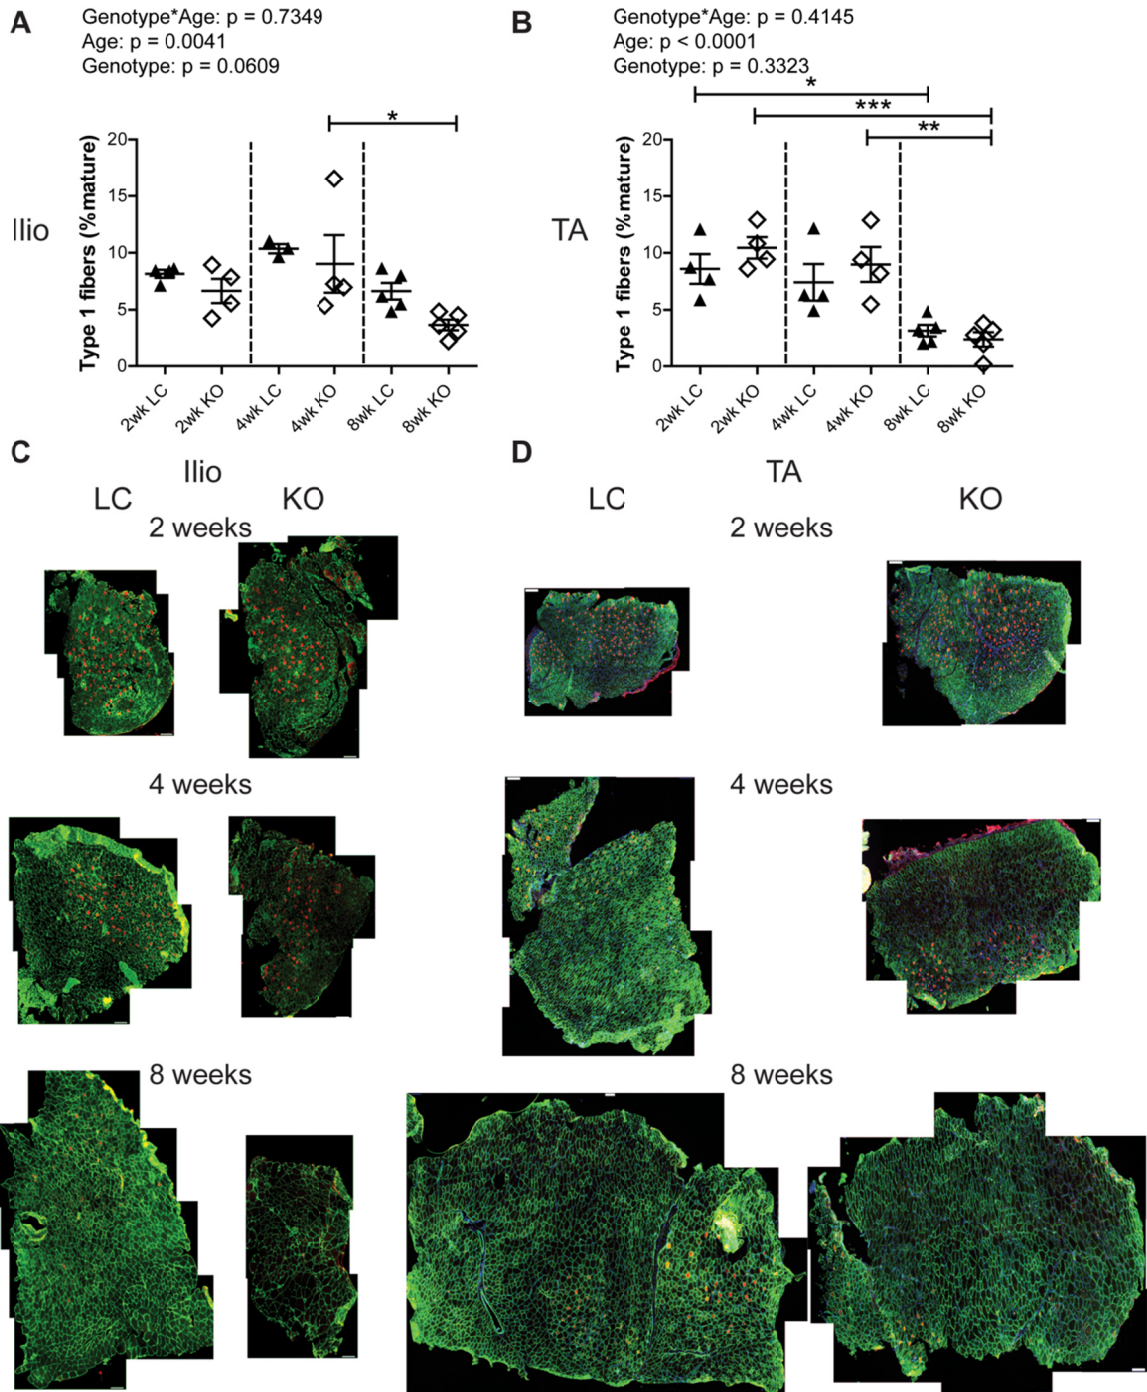 A
Genotype*Age: p = 0.7349
Age: p = 0.0041
Genotype: p = 0.0609
*
Ilio
Type 1 fibers (%mature)
20
15
10
5
0
2wk LC
2wk KO
4wk LC
4wk KO
8wk LC
8wk KO
B
Genotype*Age: p = 0.4145
Age: p < 0.0001
Genotype: p = 0.3323
*
***
**
TA
Type 1 fibers (%mature)
20
15
10
5
0
2wk LC
2wk KO
4wk LC
4wk KO
8wk LC
8wk KO
C
Ilio
LC
KO
2 weeks
4 weeks
8 weeks
D
TA
LC
KO
2 weeks
4 weeks
8 weeks